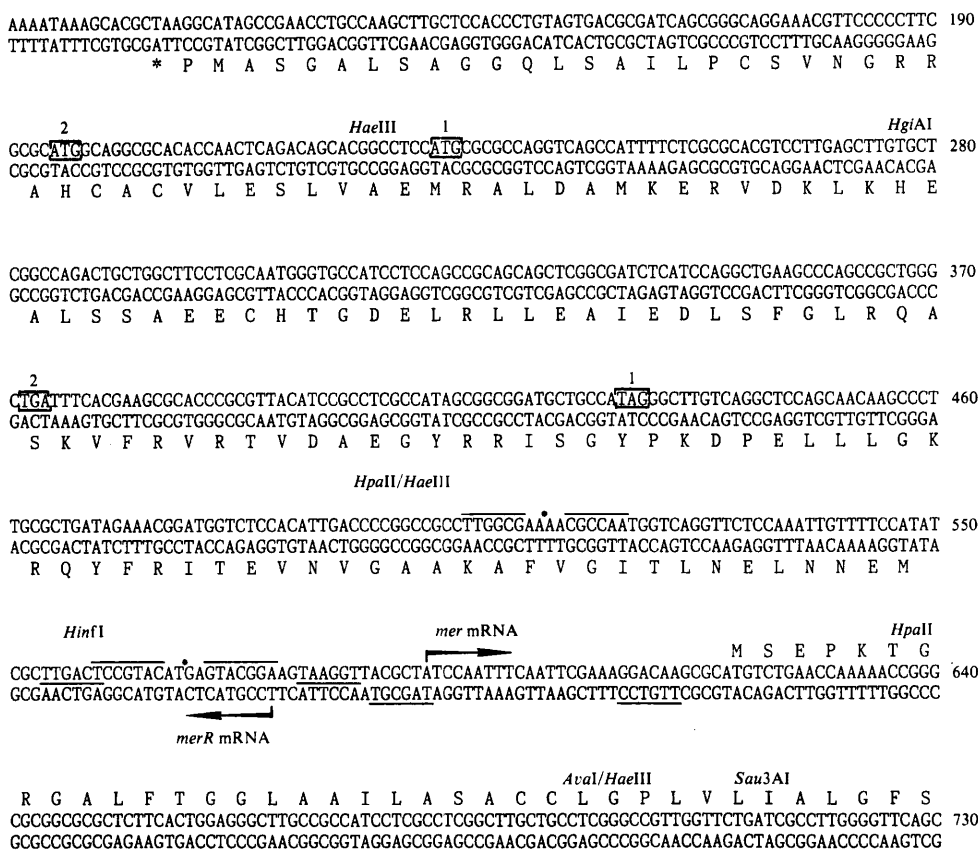 AAAATAAAGCACGCTAAGGCATAGCCGAACCTGCCAAGCTTGCTCCACCCTGTAGTGACGCGATCAGCGGGCAGGAAACGTTCCCCCTTC 190
TTTTATTTCGTGCGATTCCGTATCGGCTTGGACGGTTCGAACGAGGTGGGACATCACTGCGCTAGTCGCCCGTCCTTTGCAAGGGGGAAG
* P M A S G A L S A G G Q L S A I L P C S V N G R R
2 HaeIII 1 HgiAI
GCGCATGGCAGGCGCACACCAACTCAGACAGCACGGCCTCCATGCGCGCCAGGTCAGCCATTTTCTCGCGCACGTCCTTGAGCTTGTGCT 280
CGCGTACCGTCCGCGTGTGGTTGAGTCTGTCGTGCCGGAGGTACGCGCGGTCCAGTCGGTAAAAGAGCGCGTGCAGGAACTCGAACACGA
A H C A C V L E S L V A E M R A L D A M K E R V D K L K H E
CGGCCAGACTGCTGGCTTCCTCGCAATGGGTGCCATCCTCCAGCCGCAGCAGCTCGGCGATCTCATCCAGGCTGAAGCCCAGCCGCTGGG 370
GCCGGTCTGACGACCGAAGGAGCGTTACCCACGGTAGGAGGTCGGCGTCGTCGAGCCGCTAGAGTAGGTCCGACTTCGGGTCGGCGACCC
A L S S A E E C H T G D E L R L L E A I E D L S F G L R Q A
2 1
CTGATTTCACGAAGCGCACCCGCGTTACATCCGCCTCGCCATAGCGGCGGATGCTGCCATAGGGCTTGTCAGGCTCCAGCAACAAGCCCT 460
GACTAAAGTGCTTCGCGTGGGCGCAATGTAGGCGGAGCGGTATCGCCGCCTACGACGGTATCCCGAACAGTCCGAGGTCGTTGTTCGGGA
S K V F R V R T V D A E G Y R R I S G Y P K D P E L L L G K
HpaII/HaeIII
TGCGCTGATAGAAACGGATGGTCTCCACATTGACCCCGGCCGCCTTGGCGAAAACGCCAATGGTCAGGTTCTCCAAATTGTTTTCCATAT 550
ACGCGACTATCTTTGCCTACCAGAGGTGTAACTGGGGCCGGCGGAACCGCTTTTGCGGTTACCAGTCCAAGAGGTTTAACAAAAGGTATA
R Q Y F R I T E V N V G A A K A F V G I T L N E L N N E M
HinfI mer mRNA M S E P K T G HpaII
CGCTTGACTCCGTACATGAGTACGGAAGTAAGGTTACGCTATCCAATTTCAATTCGAAAGGACAAGCGCATGTCTGAACCAAAAACCGGG 640
GCGAACTGAGGCATGTACTCATGCCTTCATTCCAATGCGATAGGTTAAAGTTAAGCTTTCCTGTTCGCGTACAGACTTGGTTTTTGGCCC
merR mRNA
AvaI/HaeIII Sau3AI
R G A L F T G G L A A I L A S A C C L G P L V L I A L G F S
CGCGGCGCGCTCTTCACTGGAGGGCTTGCCGCCATCCTCGCCTCGGCTTGCTGCCTCGGGCCGTTGGTTCTGATCGCCTTGGGGTTCAGC 730
GCGCCGCGCGAGAAGTGACCTCCCGAACGGCGGTAGGAGCGGAGCCGAACGACGGAGCCCGGCAACCAAGACTAGCGGAACCCCAAGTCG